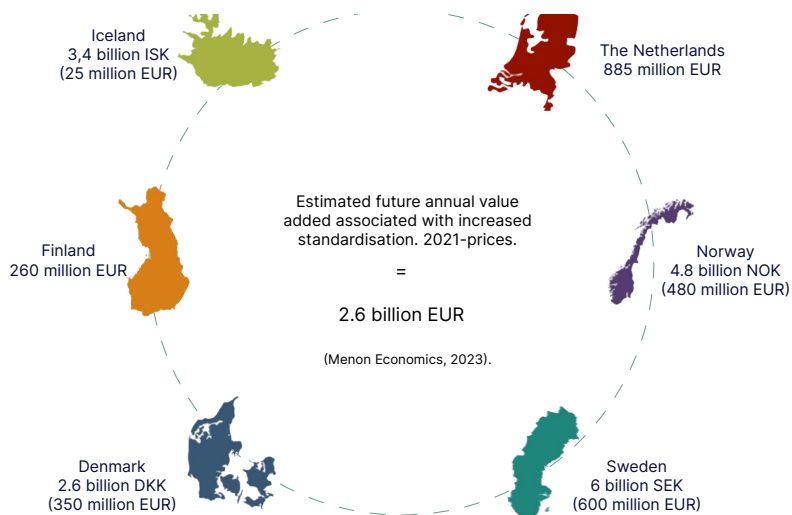 Iceland
3,4 billion ISK
(25 million EUR)
The Netherlands
885 million EUR
Estimated future annual value
added associated with increased
standardisation. 2021-prices.
=
2.6 billion EUR
(Menon Economics, 2023).
Finland
260 million EUR
Norway
4.8 billion NOK
(480 million EUR)
Denmark
2.6 billion DKK
(350 million EUR)
Sweden
6 billion SEK
(600 million EUR)